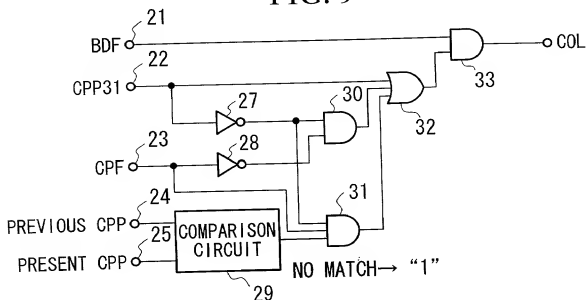 FIG. 9
21
BDF
COL
22
33
CPP31
27
30
32
23
28
CPF
24
31
PREVIOUS CPP
25
COMPARISON
CIRCUIT
PRESENT CPP
NO MATCH→ "1"
29